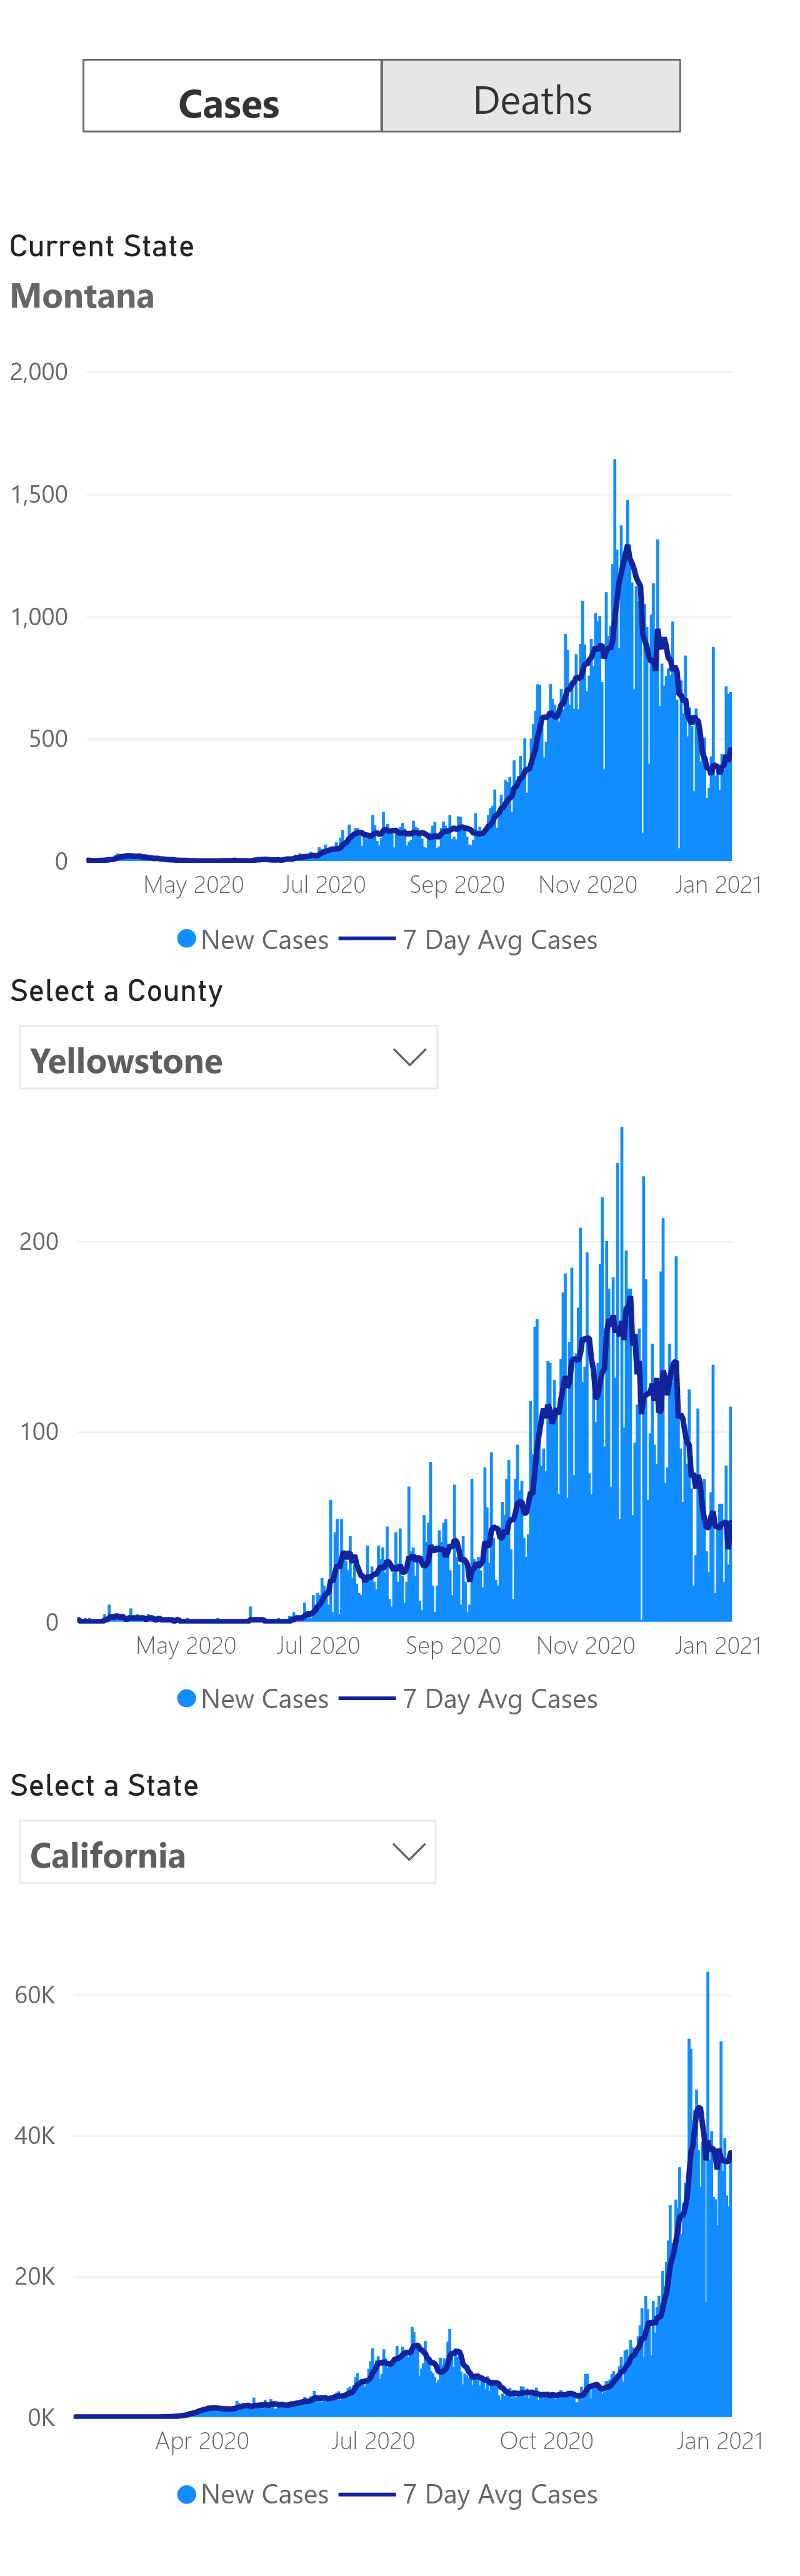 Cases Deaths
Current State
Montana
2,000
1,500
1,000
500
0
May 2020 Jul 2020 Sep 2020 Nov 2020 Jan 2021
New Cases 7 Day Avg Cases
Select a County
Yellowstone
200
100
0
May 2020 Jul 2020 Sep 2020 Nov 2020 Jan 2021
New Cases 7 Day Avg Cases
Select a State
California
60K
40K
20K
0K
Apr 2020 Jul 2020 Oct 2020 Jan 2021
New Cases 7 Day Avg Cases